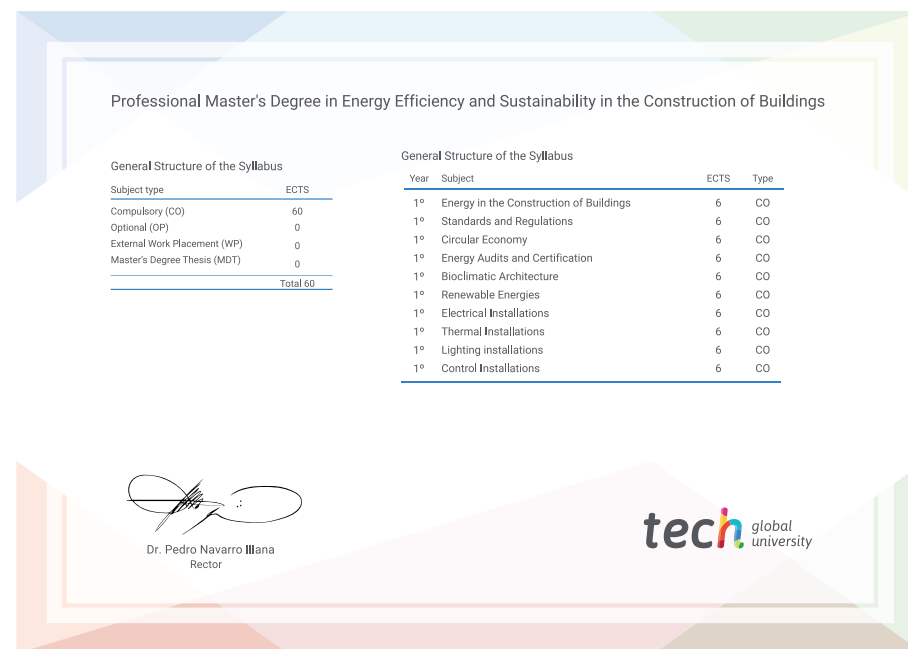 Professional Master's Degree in Energy Efficiency and Sustainability in the Construction of Buildings
General Structure of the Syllabus
Subject type ECTS
Compulsory (CO) 60
Optional (OP) 0
External Work Placement (WP) 0
Master's Degree Thesis (MDT) 0
Total 60
General Structure of the Syllabus
Year Subject ECTS Type
1º Energy in the Construction of Buildings 6 CO
1º Standards and Regulations 6 CO
1º Circular Economy 6 CO
1º Energy Audits and Certification 6 CO
1º Bioclimatic Architecture 6 CO
1º Renewable Energies 6 CO
1º Electrical Installations 6 CO
1º Thermal Installations 6 CO
1º Lighting installations 6 CO
1º Control Installations 6 CO
Dr. Pedro Navarro Illana
Rector
tech global
university